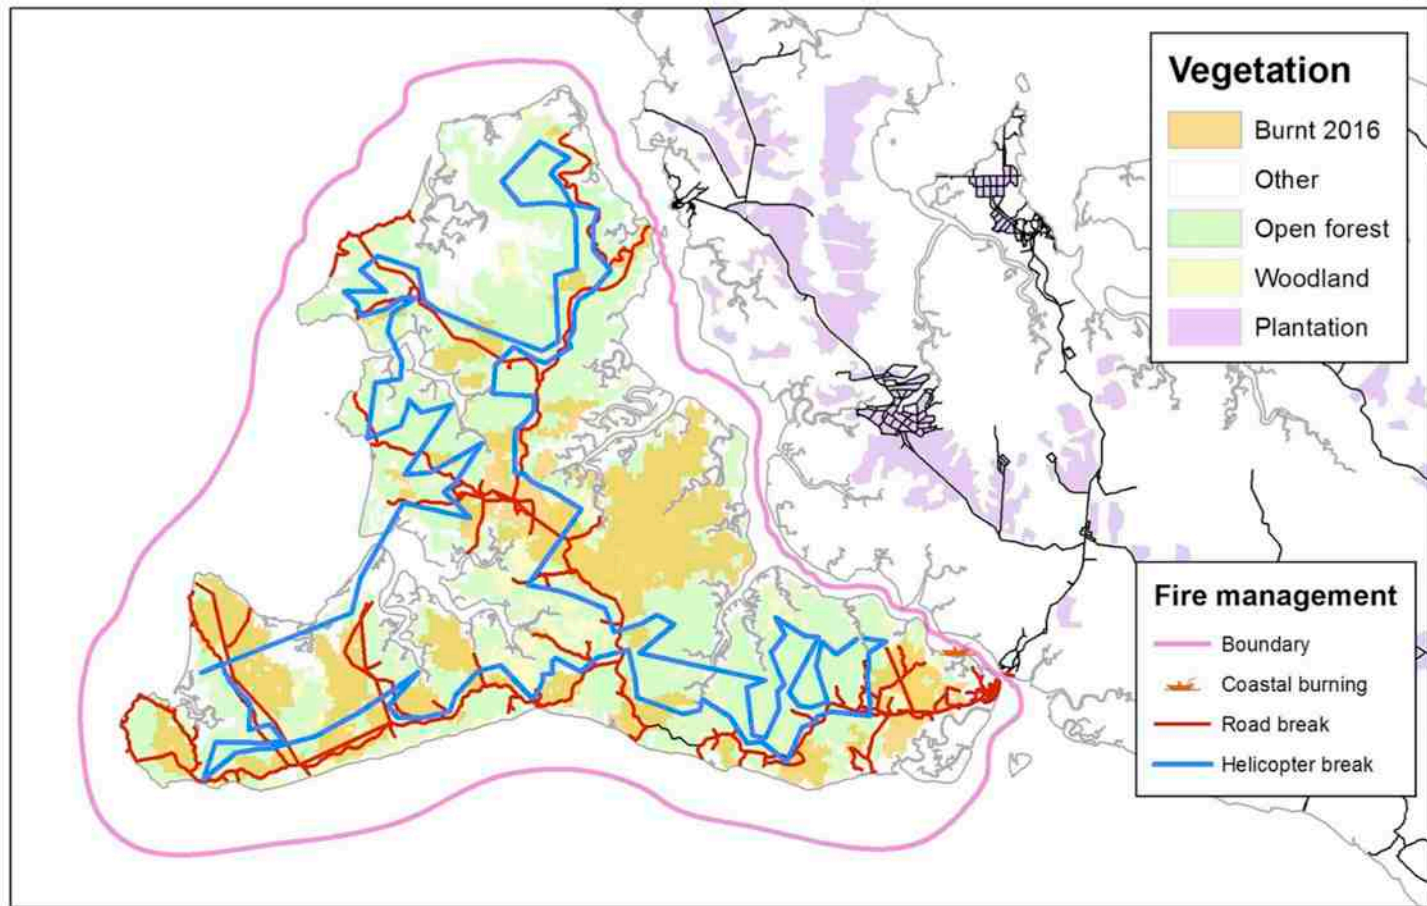 Vegetation
Burnt 2016
Other
Open forest
Woodland
Plantation
Fire management
Boundary
Coastal burning
Road break
Helicopter break